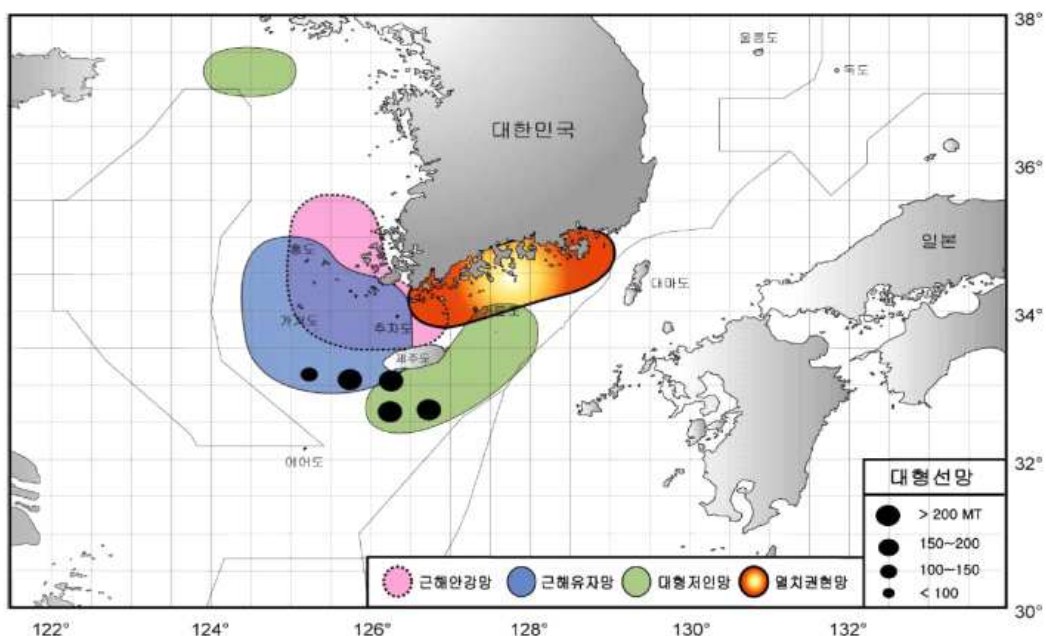 38°
울릉도
독도
대한민국
36°
홍도
일본
대마도
가거도
추자도
34°
제주도
이어도
32°
대형선망
> 200 MT
150~200
100~150
< 100
근해안강망
근해유자망
대형저인망
멸치권현망
30°
122°
124°
126°
128°
130°
132°